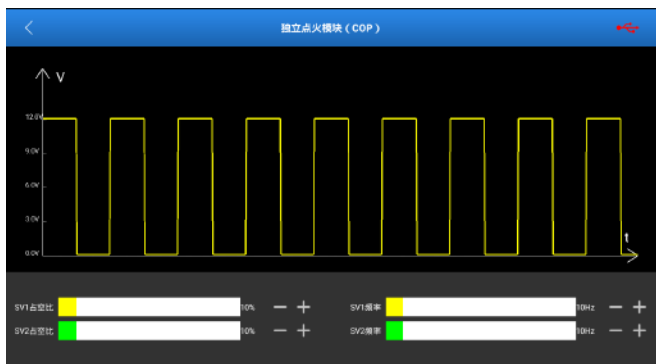 独立点火模块（COP）
V
12.0V
9.0V
6.0V
3.0V
0.0V
t
SV1占空比 10% — + SV1频率 10Hz — +
SV2占空比 10% — + SV2频率 10Hz — +